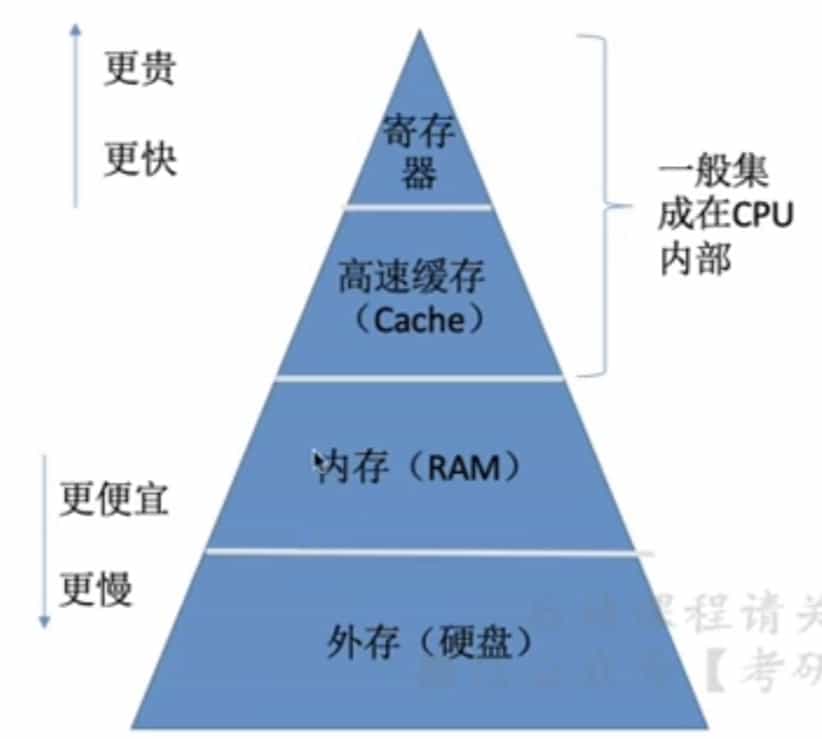 更贵
更快
寄存
器
一般集
成在CPU
内部
高速缓存
（Cache）
内存（RAM）
更便宜
更慢
外存（硬盘）
课程请关
【考研